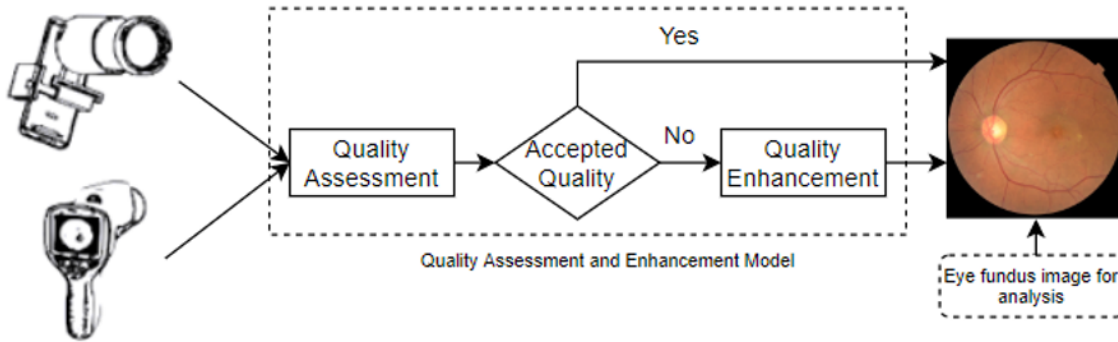 Yes
Quality
Assessment
Accepted
Quality
No
Quality
Enhancement
Quality Assessment and Enhancement Model
Eye fundus image for
analysis